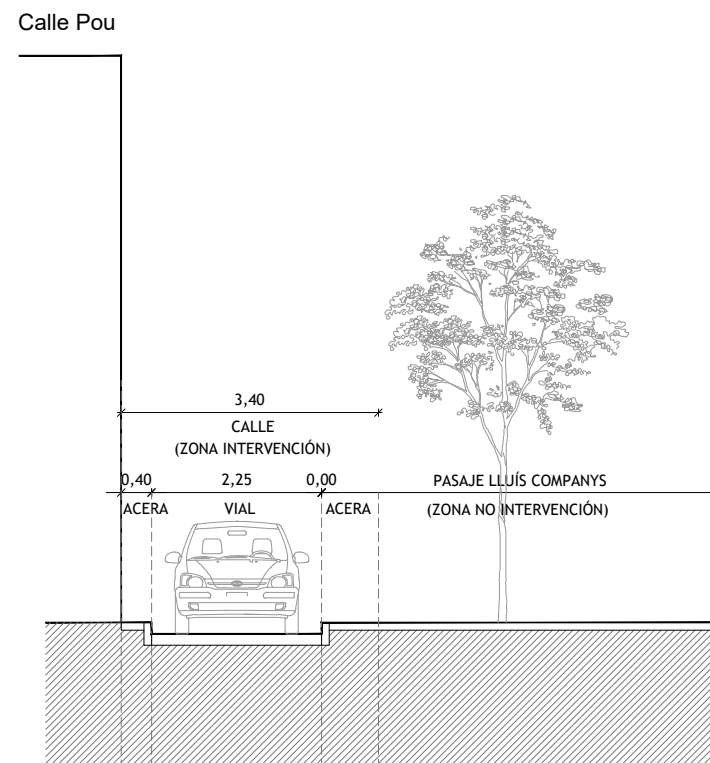 Calle Pou
3,40
CALLE
(ZONA INTERVENCIÓN)
0,40 2,25 0,00 PASAJE LLUÍS COMPANYS
ACERA VIAL ACERA (ZONA NO INTERVENCIÓN)